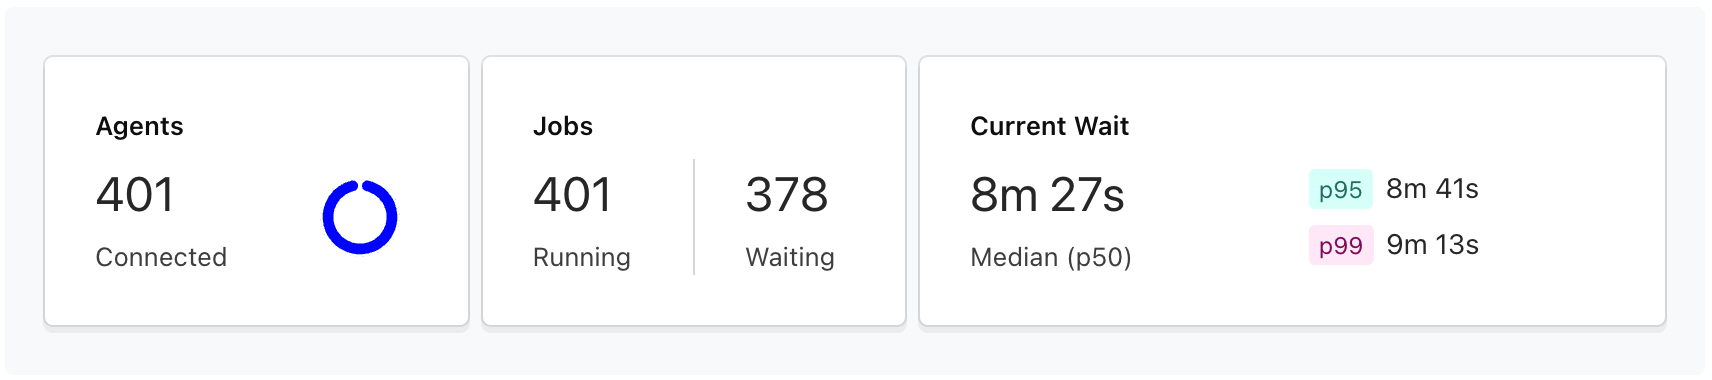 Agents
401
Connected
Jobs
401
Running
378
Waiting
Current Wait
8m 27s
Median (p50)
p95 8m 41s
p99 9m 13s